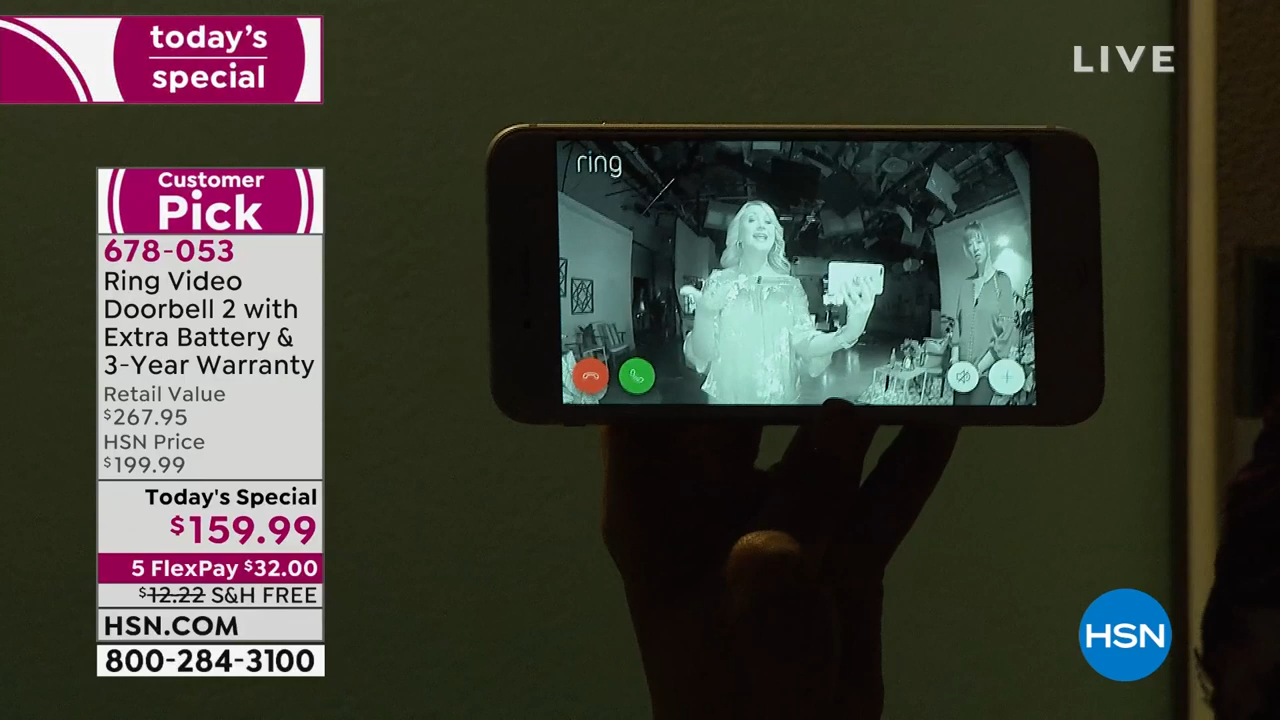 today's
special
LIVE
ring
Customer
Pick
678-053
Ring Video
Doorbell 2 with
Extra Battery &
3-Year Warranty
Retail Value
$267.95
HSN Price
$199.99
Today's Special
$159.99
5 FlexPay $32.00
$12.22 S&H FREE
HSN.COM
800-284-3100
HSN